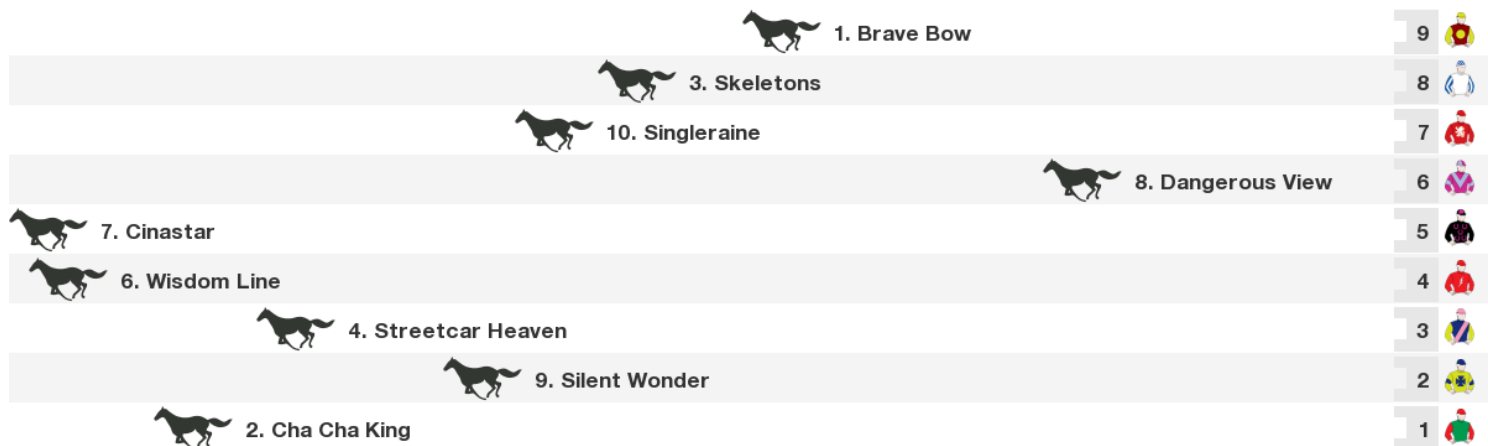 1. Brave Bow 9
3. Skeletons 8
10. Singleraine 7
8. Dangerous View 6
7. Cinastar 5
6. Wisdom Line 4
4. Streetcar Heaven 3
9. Silent Wonder 2
2. Cha Cha King 1